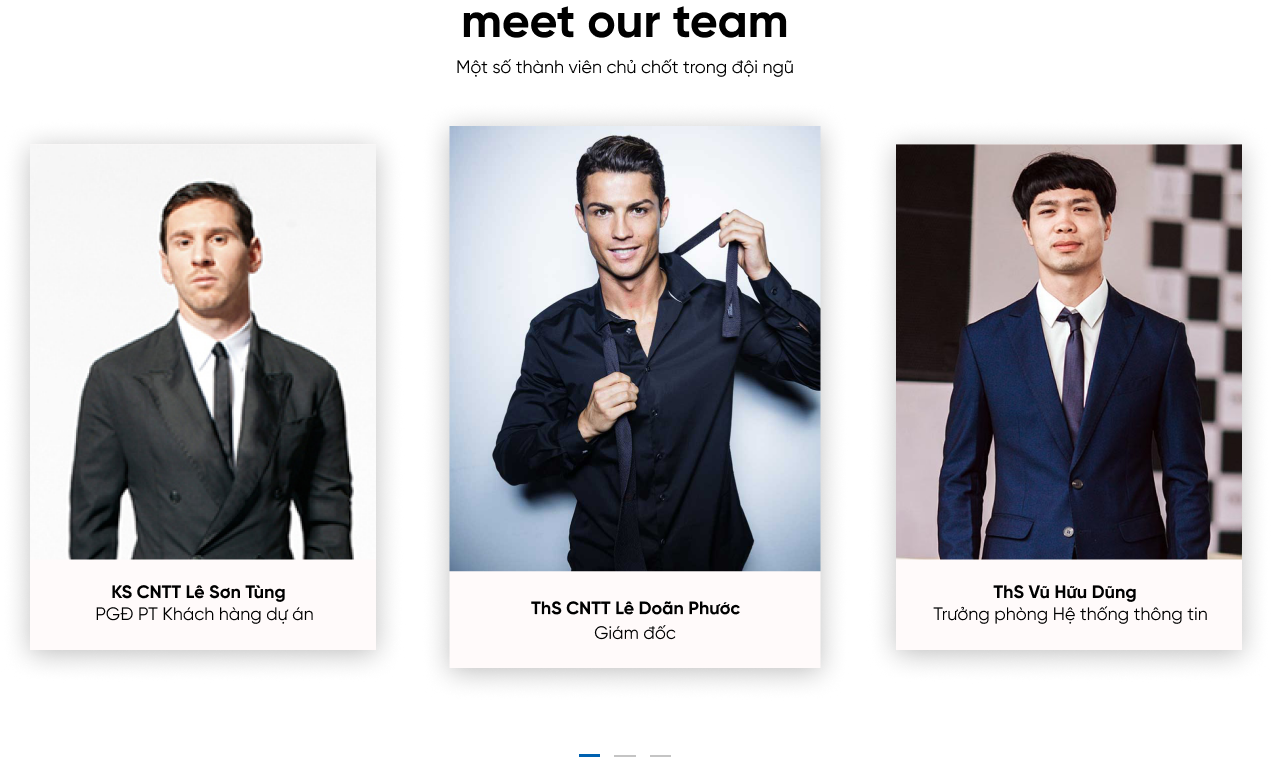 meet our team
Một số thành viên chủ chốt trong đội ngũ
KS CNTT Lê Sơn Tùng
PGĐ PT Khách hàng dự án
ThS CNTT Lê Doãn Phước
Giám đốc
ThS Vũ Hữu Dũng
Trưởng phòng Hệ thống thông tin